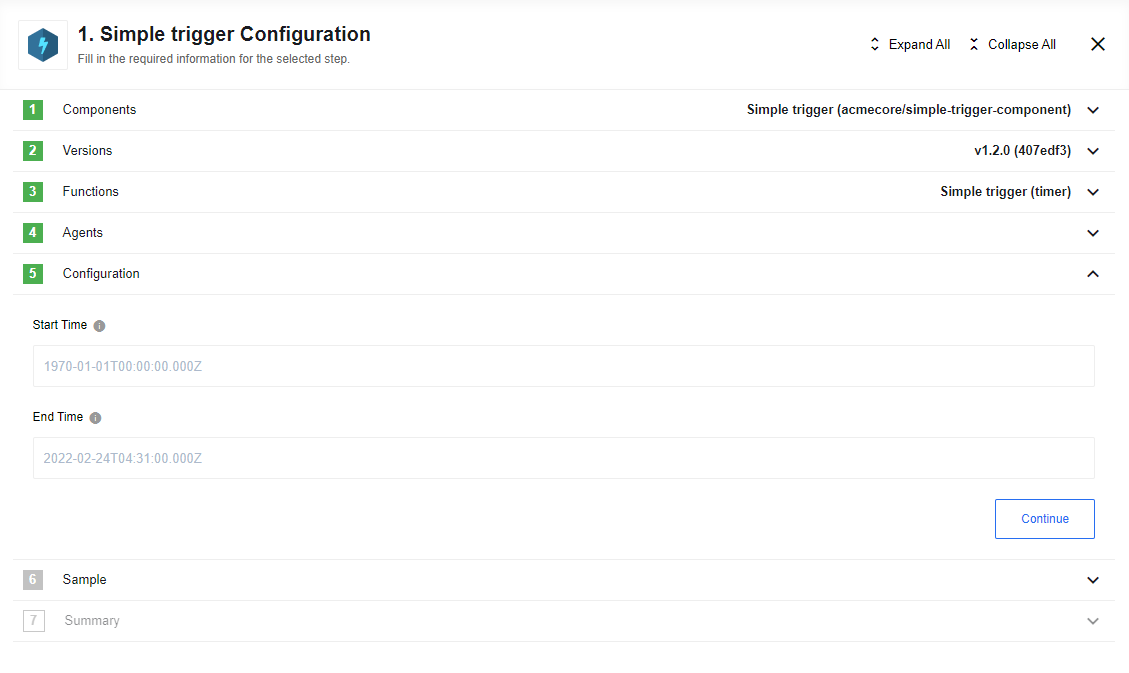 1. Simple trigger Configuration
Fill in the required information for the selected step.
Expand All
Collapse All
1 Components Simple trigger (acmecore/simple-trigger-component)
2 Versions v1.2.0 (407edf3)
3 Functions Simple trigger (timer)
4 Agents
5 Configuration
Start Time
1970-01-01T00:00:00.000Z
End Time
2022-02-24T04:31:00.000Z
Continue
6 Sample
7 Summary